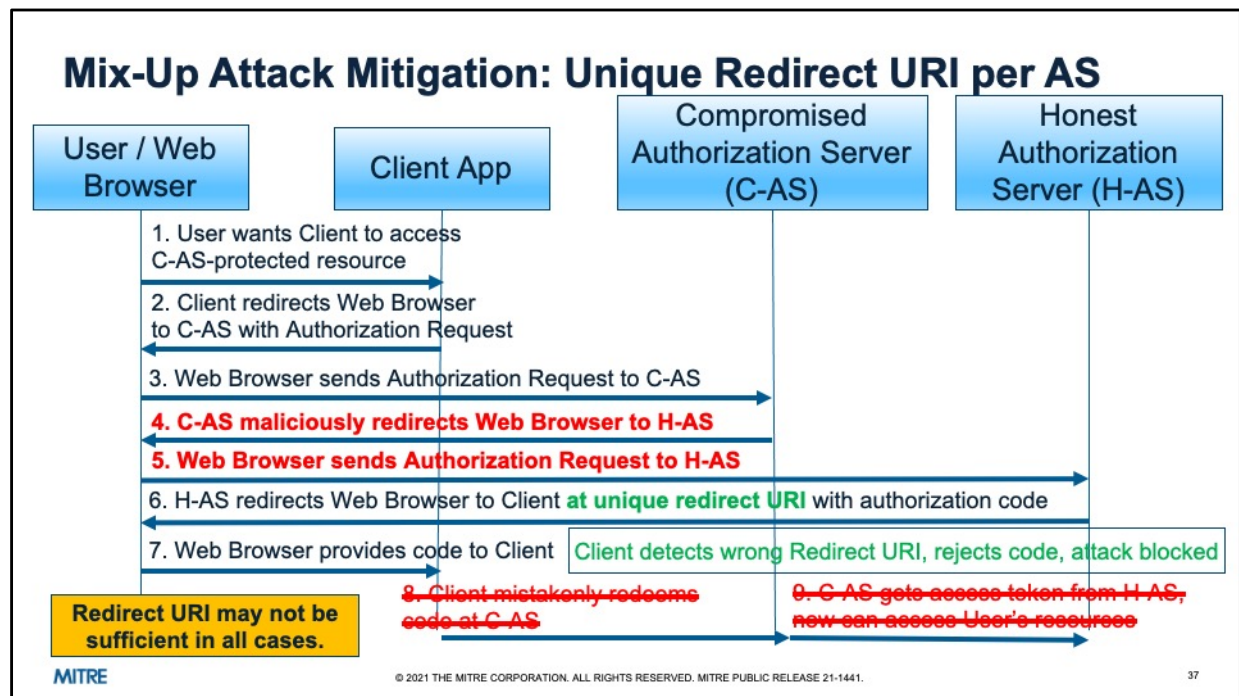 Mix-Up Attack Mitigation: Unique Redirect URI per AS
User / Web
Browser
Client App
Compromised
Authorization Server
(C-AS)
Honest
Authorization
Server (H-AS)
1. User wants Client to access
C-AS-protected resource
2. Client redirects Web Browser
to C-AS with Authorization Request
3. Web Browser sends Authorization Request to C-AS
4. C-AS maliciously redirects Web Browser to H-AS
5. Web Browser sends Authorization Request to H-AS
6. H-AS redirects Web Browser to Client at unique redirect URI with authorization code
7. Web Browser provides code to Client
Client detects wrong Redirect URI, rejects code, attack blocked
8. Client mistakenly redeems
code at C-AS
9. C-AS gets access token from H-AS,
now can access User's resources
Redirect URI may not be
sufficient in all cases.
MITRE
© 2021 THE MITRE CORPORATION. ALL RIGHTS RESERVED. MITRE PUBLIC RELEASE 21-1441.
37